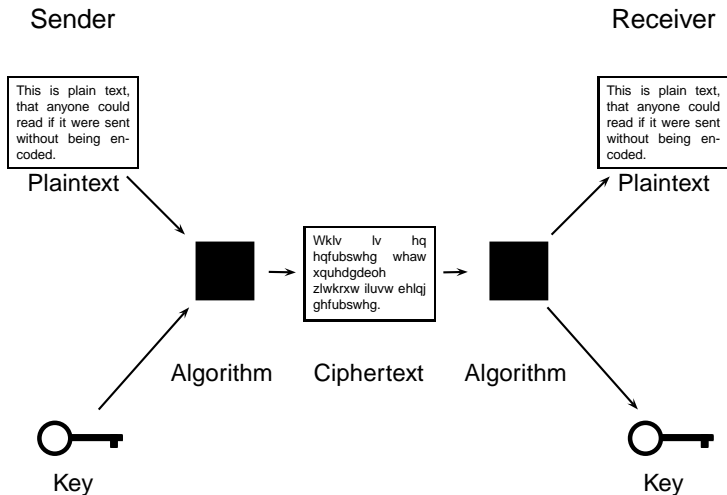 Sender
Receiver
This is plain text,
that anyone could
read if it were sent
without being en-
coded.
Plaintext
This is plain text,
that anyone could
read if it were sent
without being en-
coded.
Plaintext
Wklv lv hq
hqfubswhg whaw
xquhdgdeoh
zlwkrxw iluvw ehlqj
ghfubswhg.
Algorithm
Ciphertext
Algorithm
Key
Key